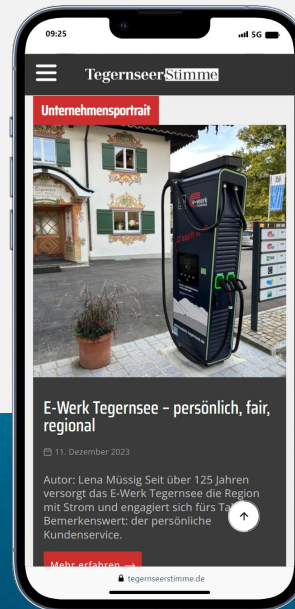 09:25
5G
TegernseerStimme
Unternehmensportrait
e-werk
E-Werk Tegernsee – persönlich, fair,
regional
11. Dezember 2023
Autor: Lena Müssig Seit über 125 Jahren
versorgt das E-Werk Tegernsee die Region
mit Strom und engagiert sich fürs
Bemerkenswert: der persönliche
Kundenservice.
Mehr erfahren →
tegernseerstimme.de